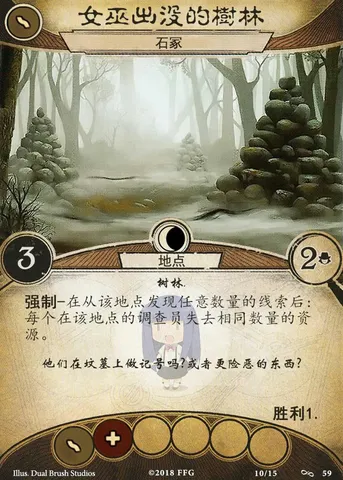 女巫出没的樹林
石冢
3
2
地点
树林.
强制–在从该地点发现任意数量的线索后:
每个在该地点的调查员失去相同数量的资
源。
他们在坟墓上做记号吗?或者更险恶的东西?
胜利1.
Illus. Dual Brush Studios
©2018 FFG
10/15
59